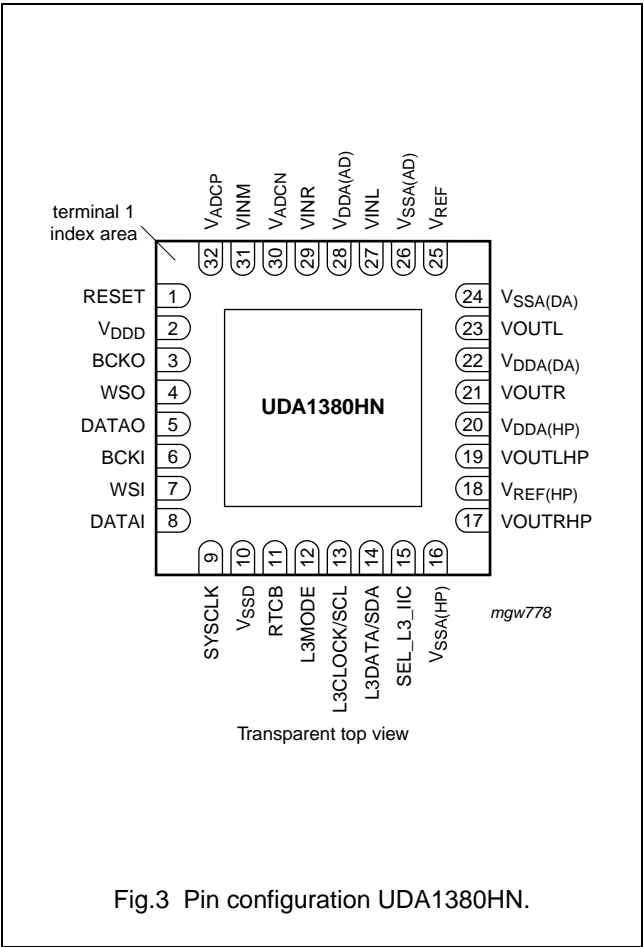 terminal 1
index area
VADCP
VINM
VADCN
VINR
VDDA(AD)
VINL
VSSA(AD)
VREF
32
31
30
29
28
27
26
25
RESET 1
VDDD 2
BCKO 3
WSO 4
DATAO 5
BCKI 6
WSI 7
DATAI 8
UDA1380HN
24 VSSA(DA)
23 VOUTL
22 VDDA(DA)
21 VOUTR
20 VDDA(HP)
19 VOUTLHP
18 VREF(HP)
17 VOUTRHP
9
10
11
12
13
14
15
16
SYSCLK
VSSD
RTCB
L3MODE
L3CLOCK/SCL
L3DATA/SDA
SEL_L3_IIC
VSSA(HP)
mgw778
Transparent top view
Fig.3 Pin configuration UDA1380HN.